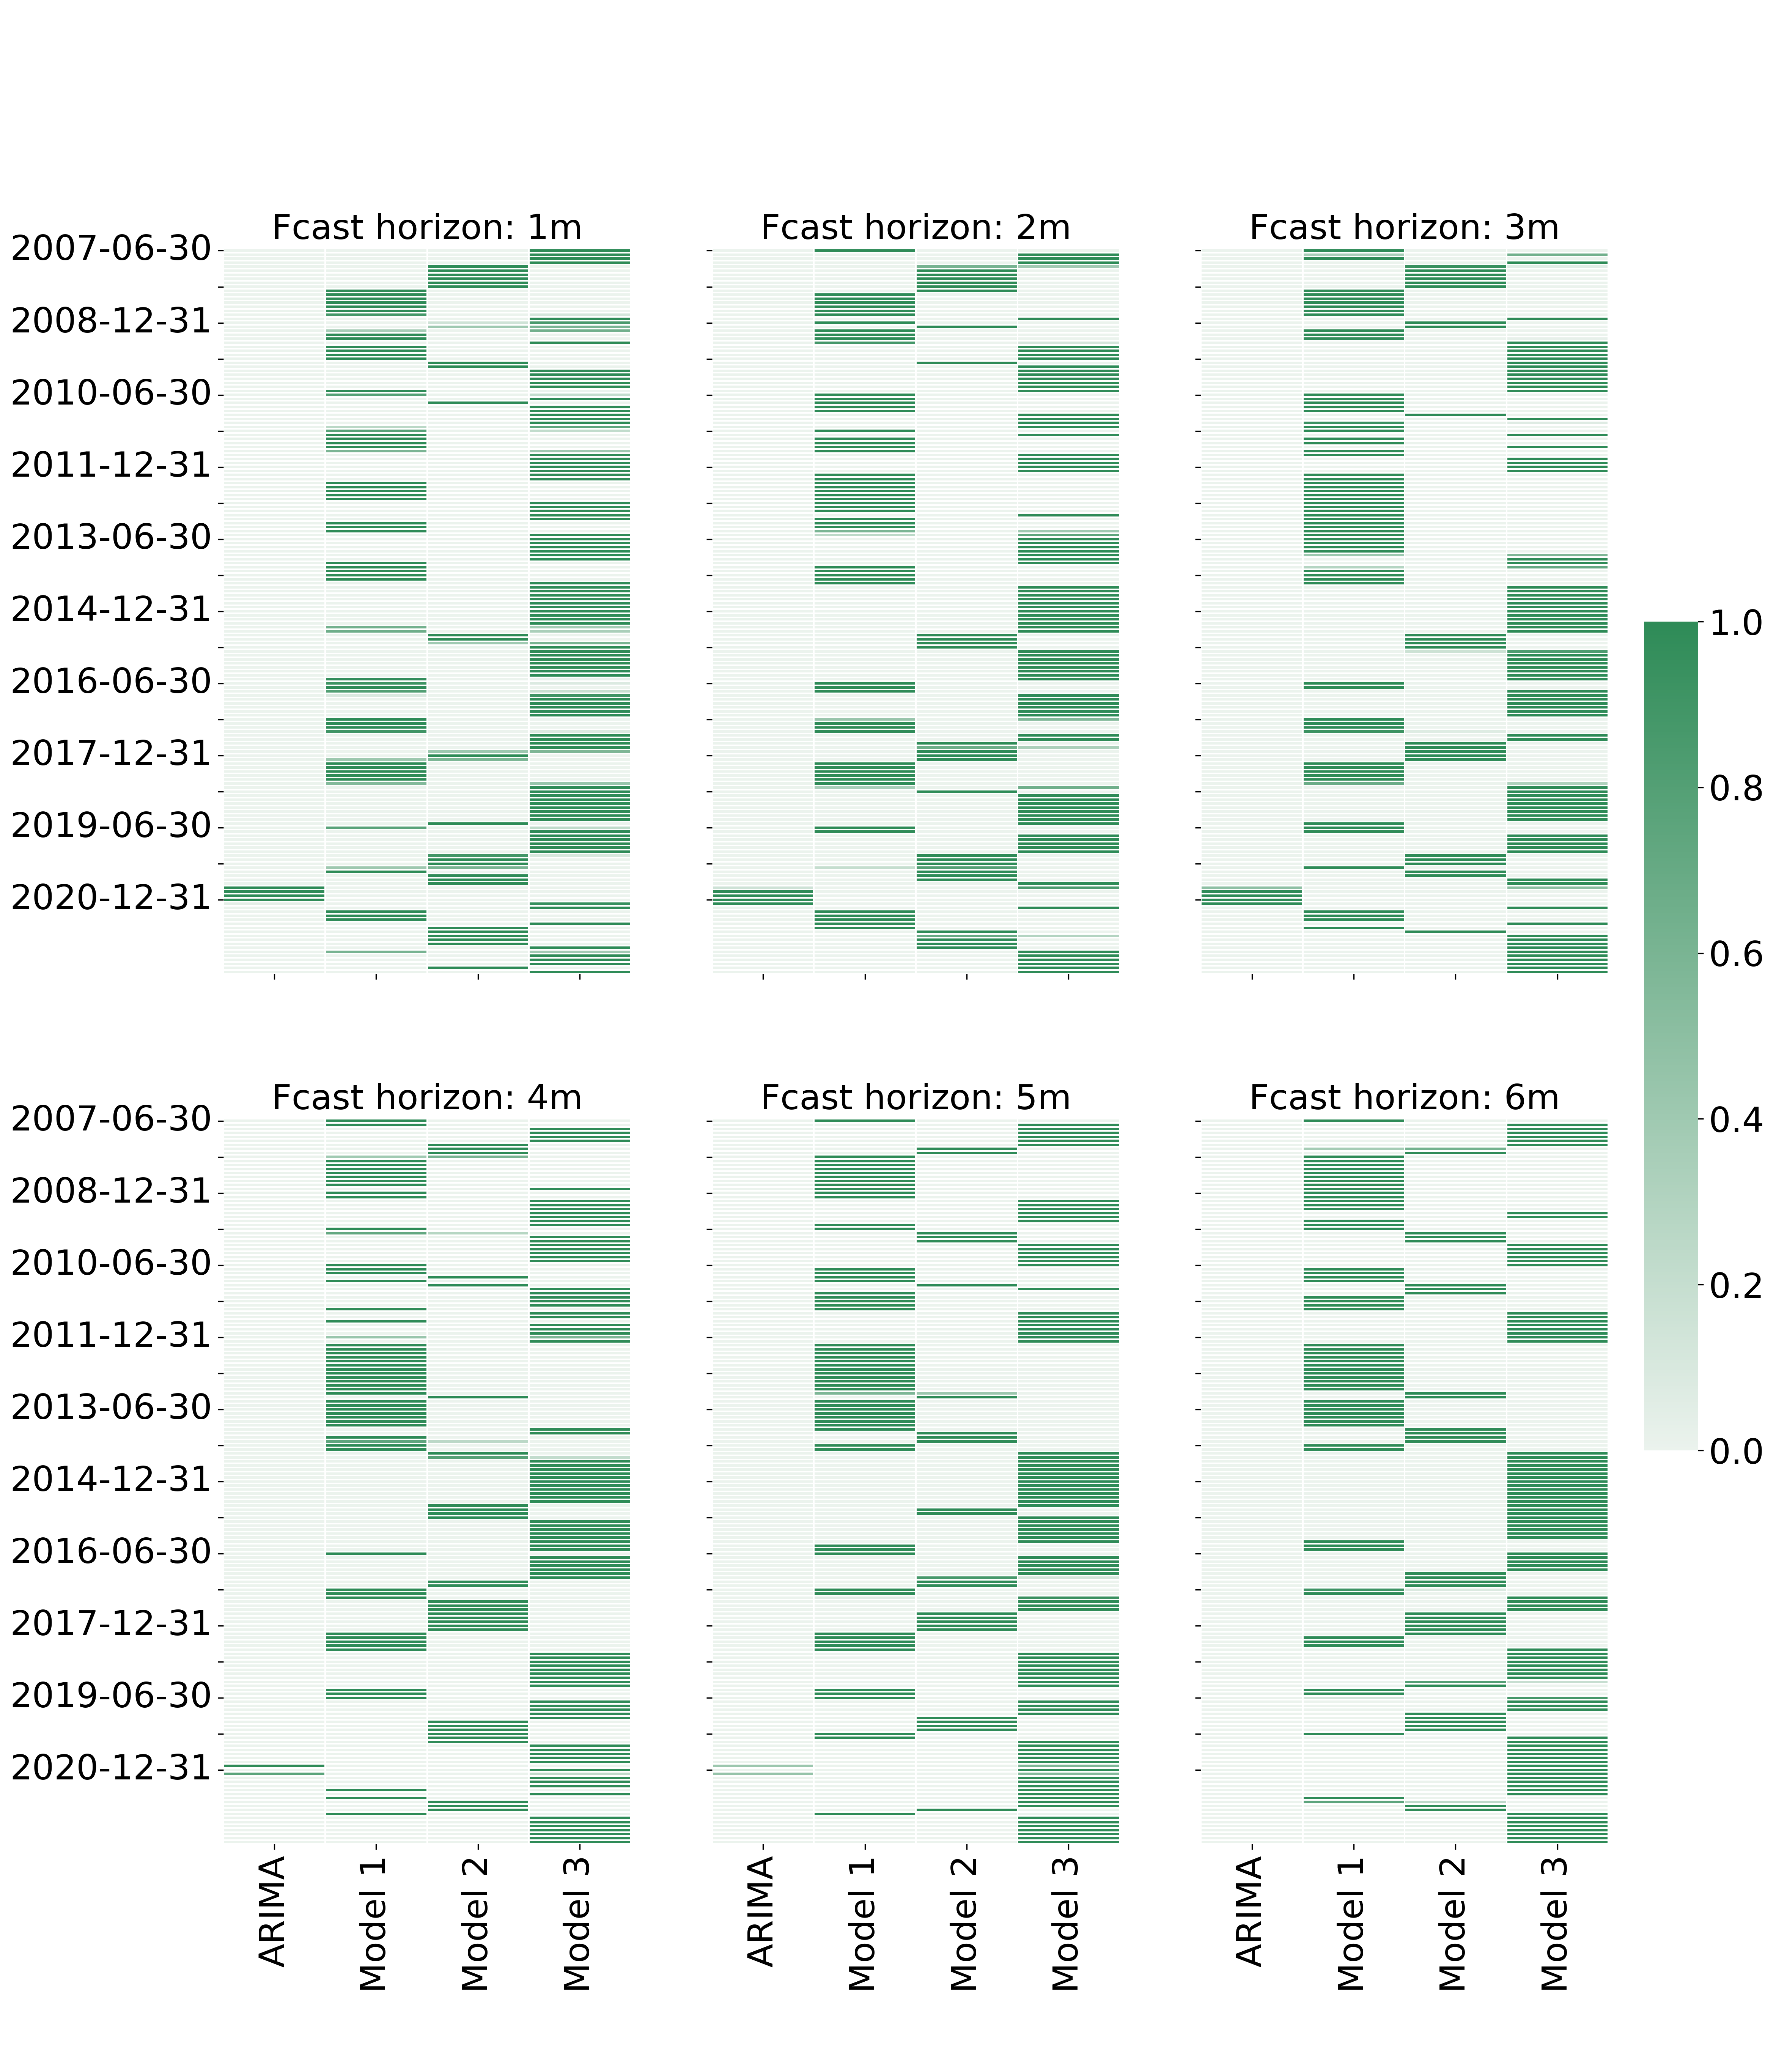 Fcast horizon: 1m
Fcast horizon: 2m
Fcast horizon: 3m
2007-06-30
2008-12-31
2010-06-30
2011-12-31
2013-06-30
2014-12-31
2016-06-30
2017-12-31
2019-06-30
2020-12-31
Fcast horizon: 4m
Fcast horizon: 5m
Fcast horizon: 6m
2007-06-30
2008-12-31
2010-06-30
2011-12-31
2013-06-30
2014-12-31
2016-06-30
2017-12-31
2019-06-30
2020-12-31
ARIMA
Model 1
Model 2
Model 3
ARIMA
Model 1
Model 2
Model 3
ARIMA
Model 1
Model 2
Model 3
1.0
0.8
0.6
0.4
0.2
0.0